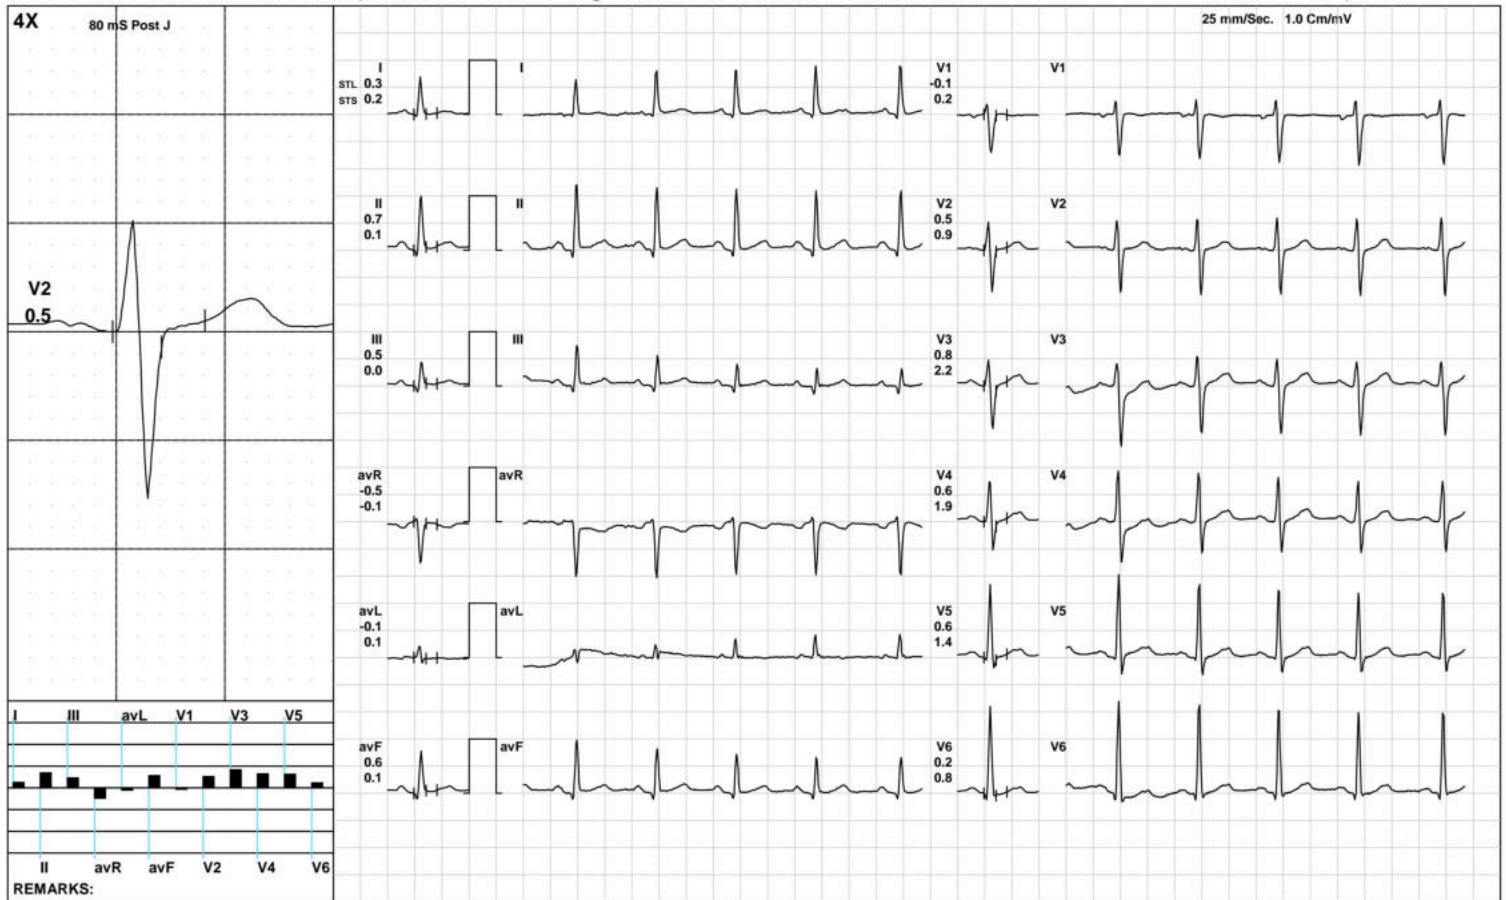 4X
80 mS Post J
25 mm/Sec. 1.0 Cm/mV
V2
0.5
I
STL 0.3
STS 0.2
I
V1
-0.1
0.2
V1
II
0.7
0.1
II
V2
0.5
0.9
V2
III
0.5
0.0
III
V3
0.8
2.2
V3
avR
-0.5
-0.1
avR
V4
0.6
1.9
V4
avL
-0.1
0.1
avL
V5
0.6
1.4
V5
avF
0.6
0.1
avF
V6
0.2
0.8
V6
I III avL V1 V3 V5
II avR avF V2 V4 V6
REMARKS: